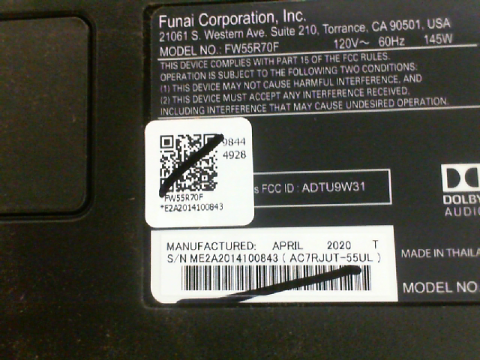 Funai Corporation, Inc.
21061 S. Western Ave. Suite 210, Torrance, CA 90501, USA
MODEL NO.: FW55R70F 120V~ 60Hz 145W
THIS DEVICE COMPLIES WITH PART 15 OF THE FCC RULES.
OPERATION IS SUBJECT TO THE FOLLOWING TWO CONDITIONS:
(1) THIS DEVICE MAY NOT CAUSE HARMFUL INTERFERENCE, AND
(2) THIS DEVICE MUST ACCEPT ANY INTERFERENCE RECEIVED,
INCLUDING INTERFERENCE THAT MAY CAUSE UNDESIRED OPERATION.
9844
4928
FW55R70F
*E2A2014100843
FCC ID : ADTU9W31
DOLBY
AUDIO
MANUFACTURED: APRIL 2020 T
S/N ME2A2014100843 ( AC7RJUT-55UL )
MADE IN THAILA
MODEL NO.